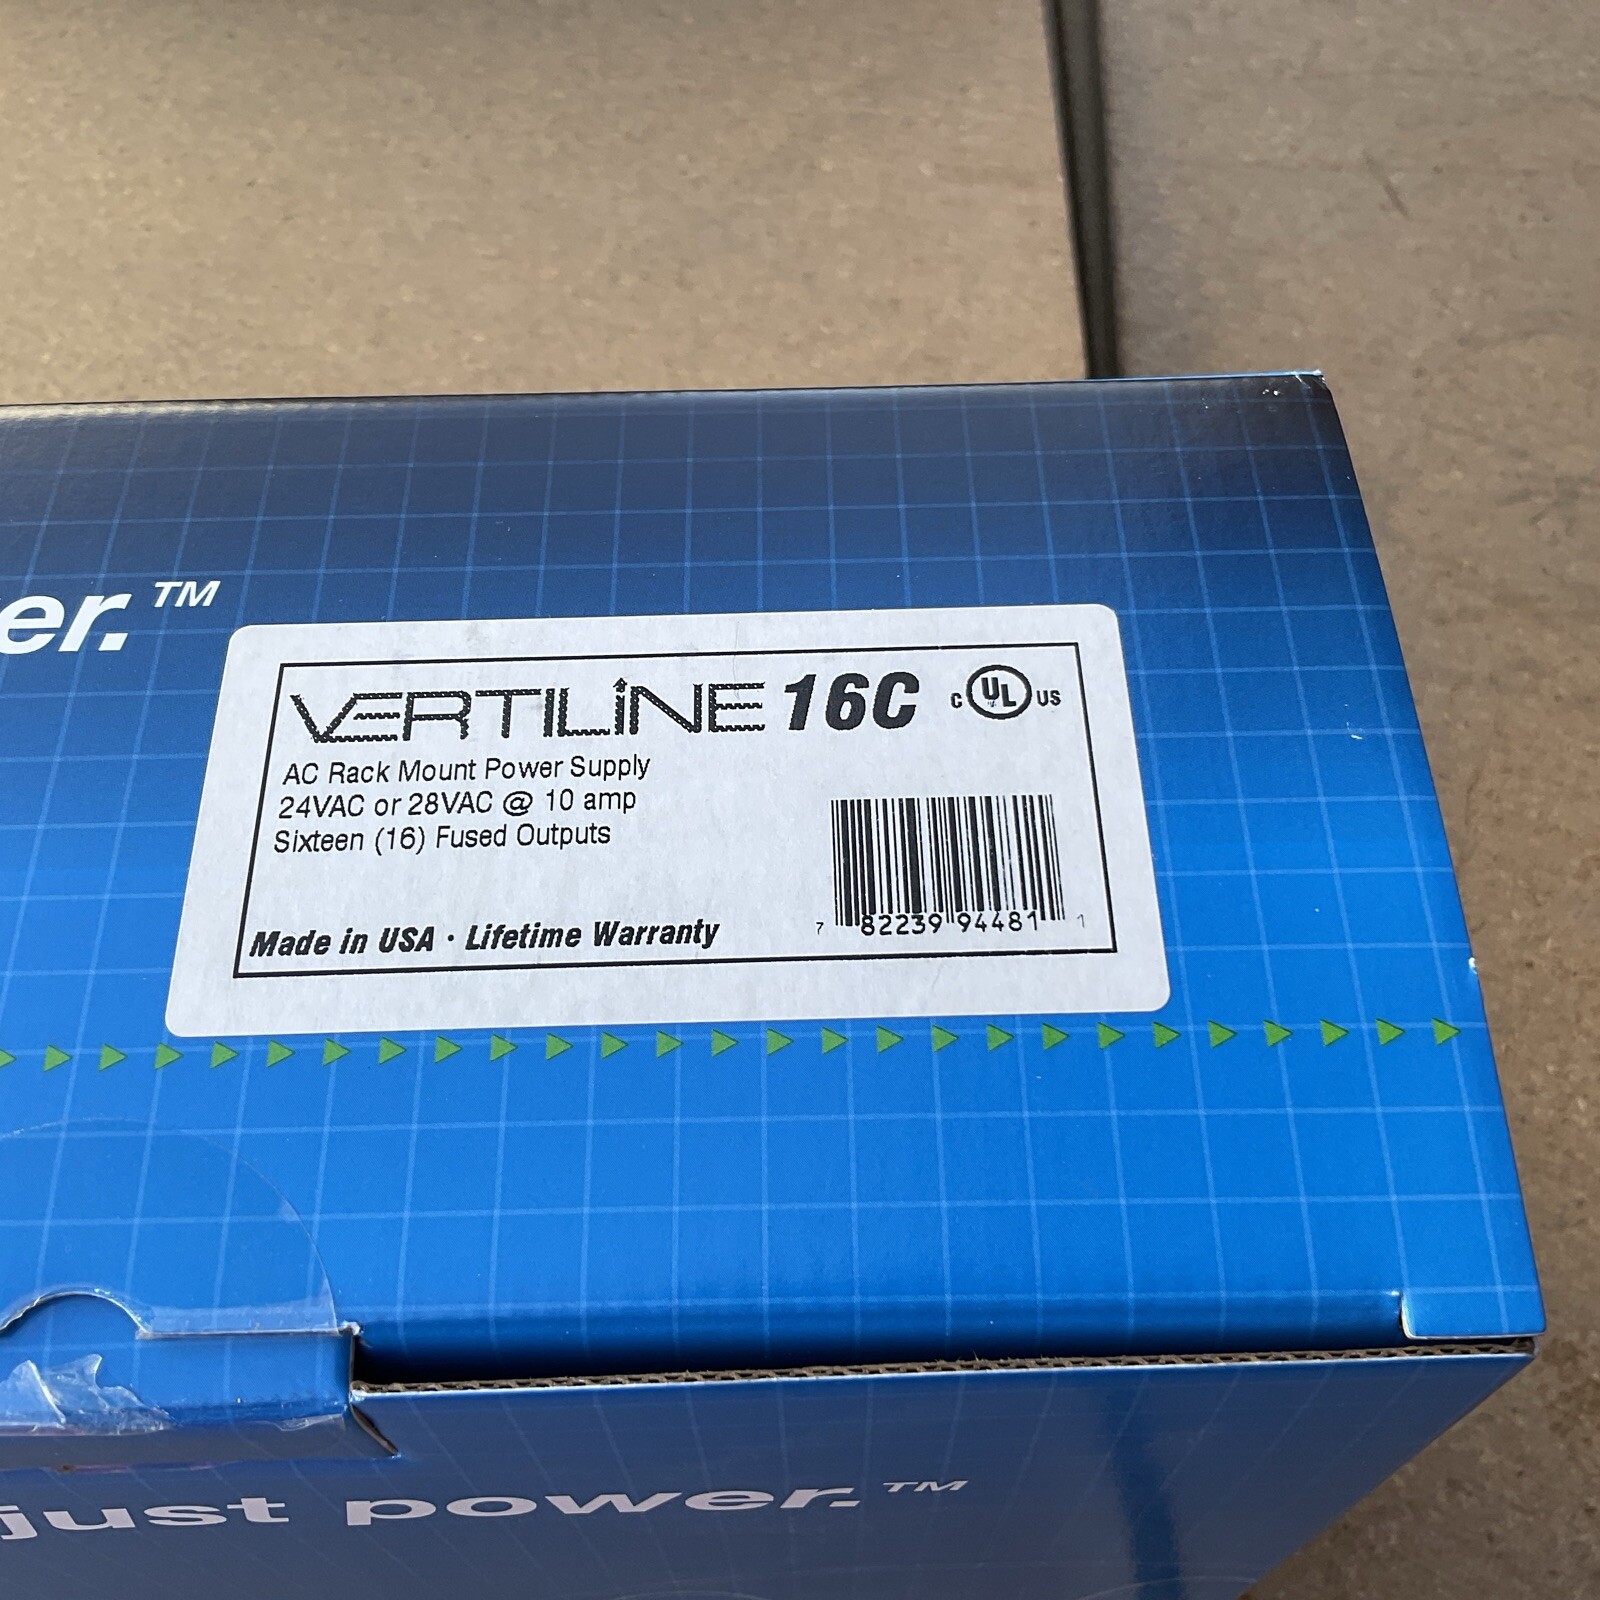 er.™
VERTILINE 16C
C UL US
AC Rack Mount Power Supply
24VAC or 28VAC @ 10 amp
Sixteen (16) Fused Outputs
Made in USA · Lifetime Warranty
7 82239 94481 1
just power.™